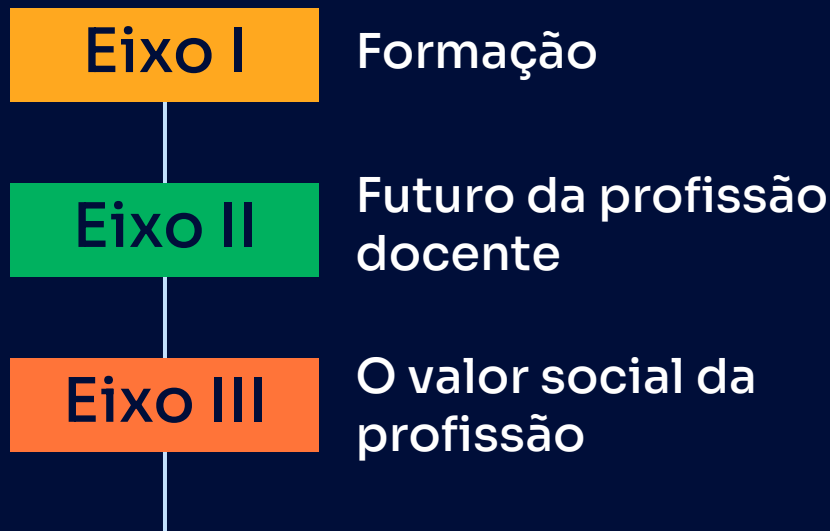 Eixo I
Formação
Eixo II
Futuro da profissão
docente
Eixo III
O valor social da
profissão